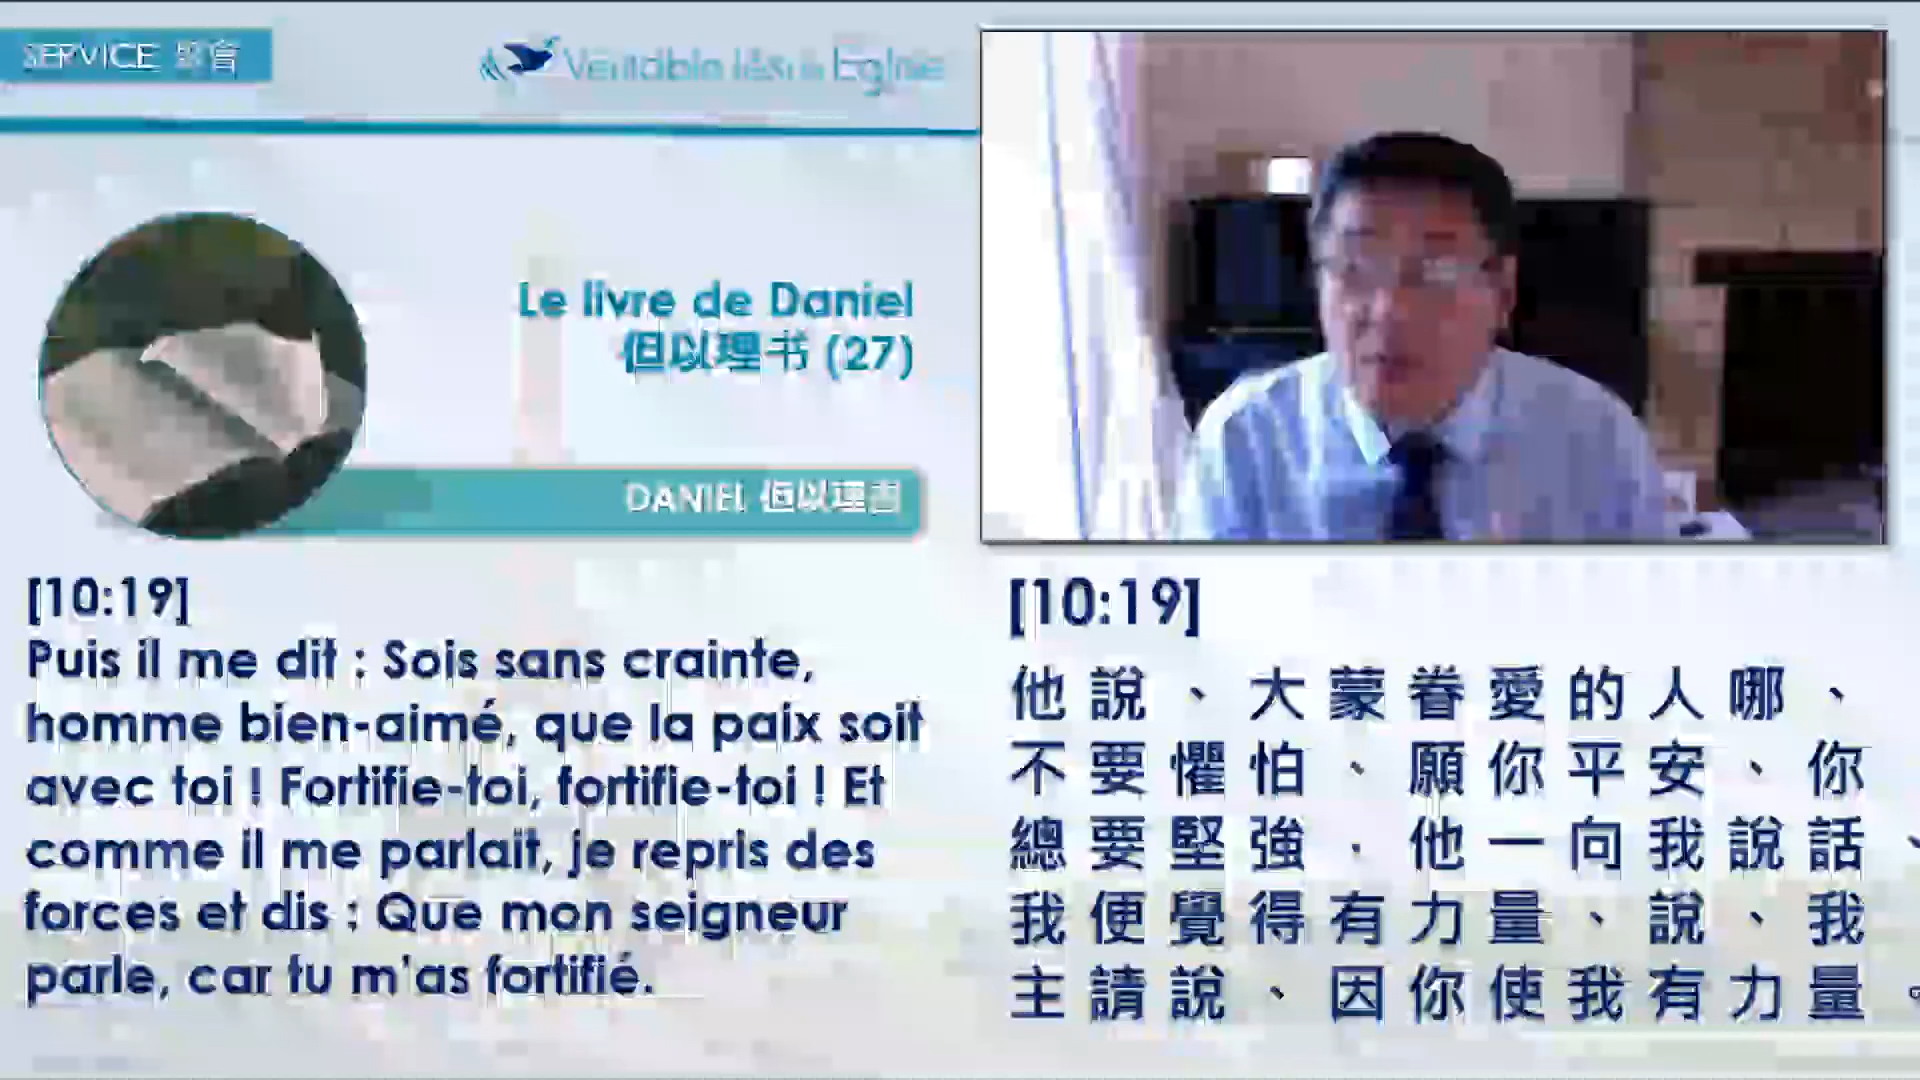 SERVICE 聚會
Véritable Jésus Eglise
Le livre de Daniel
但以理书 (27)
DANIEL 但以理書
[10:19]
Puis il me dit : Sois sans crainte,
homme bien-aimé, que la paix soit
avec toi ! Fortifie-toi, fortifie-toi ! Et
comme il me parlait, je repris des
forces et dis : Que mon seigneur
parle, car tu m'as fortifié.
[10:19]
他說、大蒙眷愛的人哪、
不要懼怕、願你平安、你
總要堅強．他一向我說話、
我便覺得有力量、說、我
主請說、因你使我有力量。